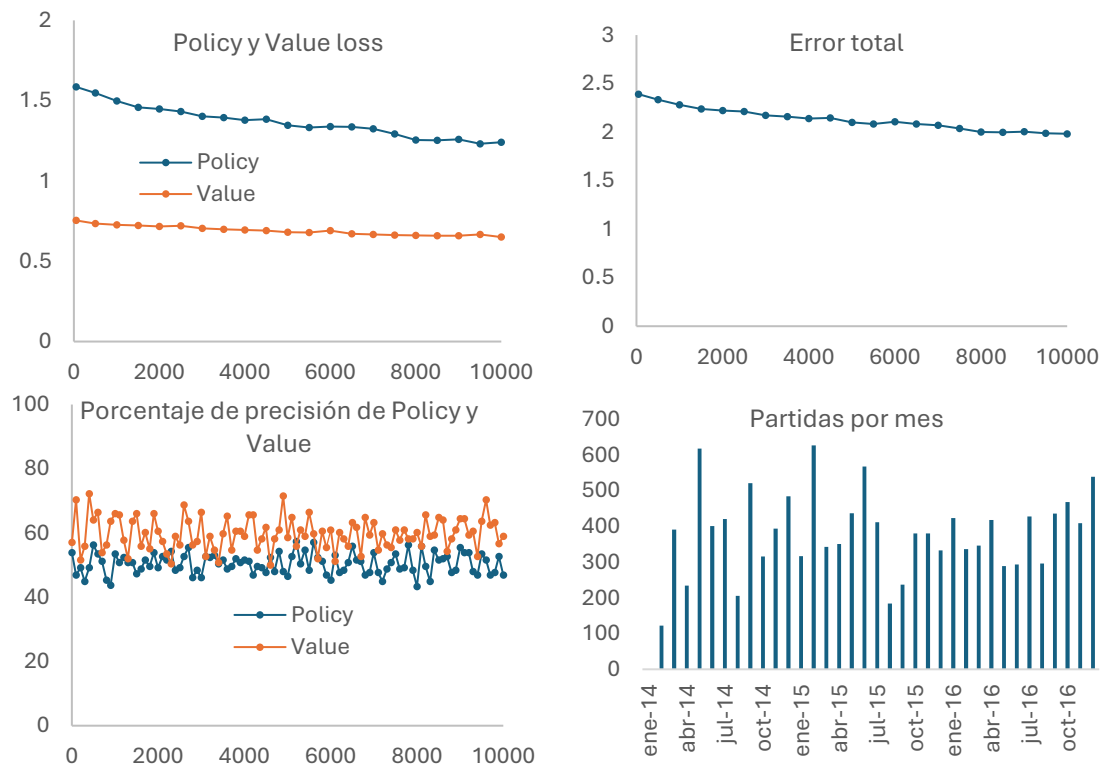 Policy y Value loss
2
1.5
1
0.5
0
Policy
Value
0 2000 4000 6000 8000 10000
Error total
3
2.5
2
1.5
1
0.5
0
0 2000 4000 6000 8000 10000
Porcentaje de precisión de Policy y
Value
100
80
60
40
20
0
Policy
Value
0 2000 4000 6000 8000 10000
Partidas por mes
700
600
500
400
300
200
100
0
ene-14
abr-14
jul-14
oct-14
ene-15
abr-15
jul-15
oct-15
ene-16
abr-16
jul-16
oct-16